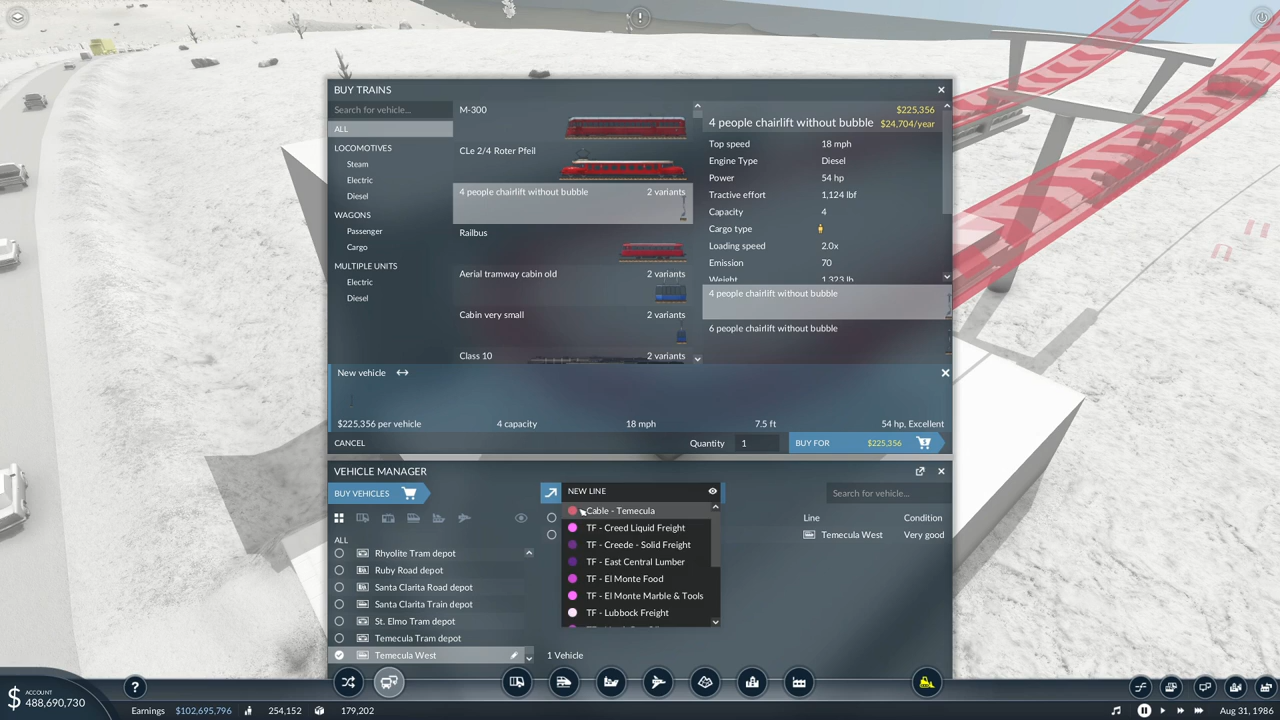 BUY TRAINS
Search for vehicle...
ALL
LOCOMOTIVES
Steam
Electric
Diesel
WAGONS
Passenger
Cargo
MULTIPLE UNITS
Electric
Diesel
M-300
CLe 2/4 Roter Pfeil
4 people chairlift without bubble 2 variants
Railbus
Aerial tramway cabin old 2 variants
Cabin very small 2 variants
Class 10 2 variants
$225,356
4 people chairlift without bubble $24,704/year
Top speed 18 mph
Engine Type Diesel
Power 54 hp
Tractive effort 1,124 lbf
Capacity 4
Cargo type
Loading speed 2.0x
Emission 70
Weight 1,323 lb
4 people chairlift without bubble
6 people chairlift without bubble
New vehicle
$225,356 per vehicle 4 capacity 18 mph 7.5 ft 54 hp, Excellent
CANCEL Quantity 1 BUY FOR $225,356
VEHICLE MANAGER
BUY VEHICLES
ALL
Rhyolite Tram depot
Ruby Road depot
Santa Clarita Road depot
Santa Clarita Train depot
St. Elmo Tram depot
Temecula Tram depot
Temecula West
NEW LINE
Cable - Temecula
TF - Creed Liquid Freight
TF - Creede - Solid Freight
TF - East Central Lumber
TF - El Monte Food
TF - El Monte Marble & Tools
TF - Lubbock Freight
Search for vehicle...
Line Condition
Temecula West Very good
1 Vehicle
$ ACCOUNT
488,690,730
?
Earnings $102,695,796 254,152 179,202 Aug 31, 1986